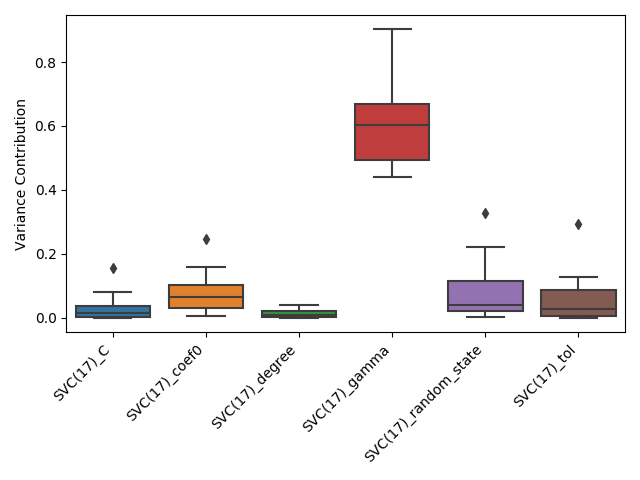 Variance Contribution
0.8
0.6
0.4
0.2
0.0
SVC(17)_C
SVC(17)_coef0
SVC(17)_degree
SVC(17)_gamma
SVC(17)_random_state
SVC(17)_tol